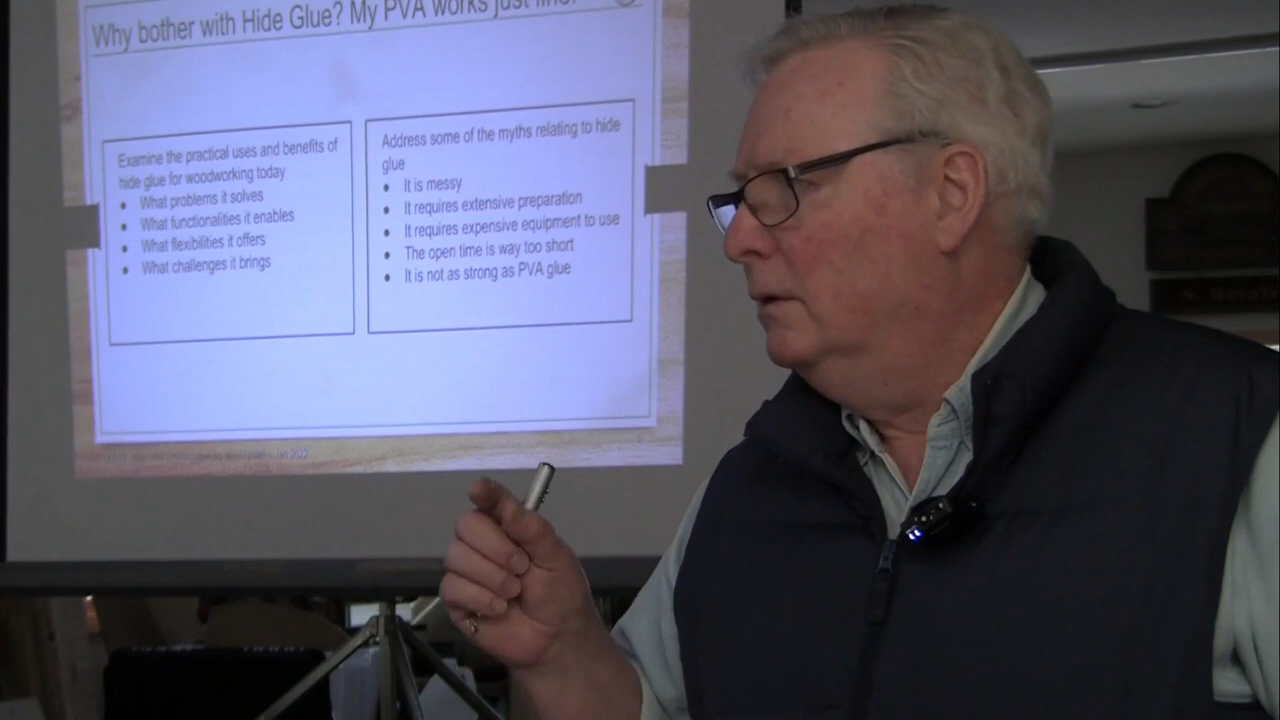 Why bother with Hide Glue? My PVA works just fine.
Examine the practical uses and benefits of
hide glue for woodworking today
• What problems it solves
• What functionalities it enables
• What flexibilities it offers
• What challenges it brings
Address some of the myths relating to hide
glue
• It is messy
• It requires extensive preparation
• It requires expensive equipment to use
• The open time is way too short
• It is not as strong as PVA glue
Jan 2022